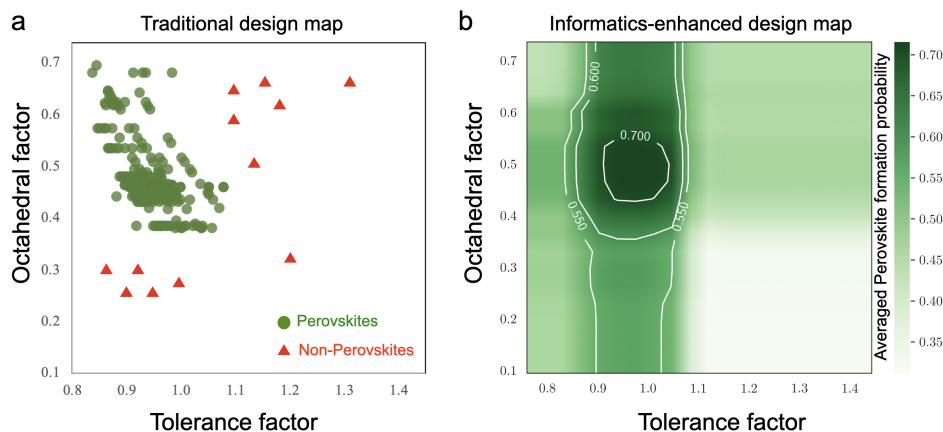 a
Traditional design map
Octahedral factor
0.7
0.6
0.5
0.4
0.3
0.2
0.1
Perovskites
Non-Perovskites
0.8 0.9 1.0 1.1 1.2 1.3 1.4
Tolerance factor
b
Informatics-enhanced design map
Octahedral factor
0.7
0.6
0.5
0.4
0.3
0.2
0.1
0.600
0.700
0.550
0.550
0.8 0.9 1.0 1.1 1.2 1.3 1.4
Tolerance factor
Averaged Perovskite formation probability
0.70
0.65
0.60
0.55
0.50
0.45
0.40
0.35